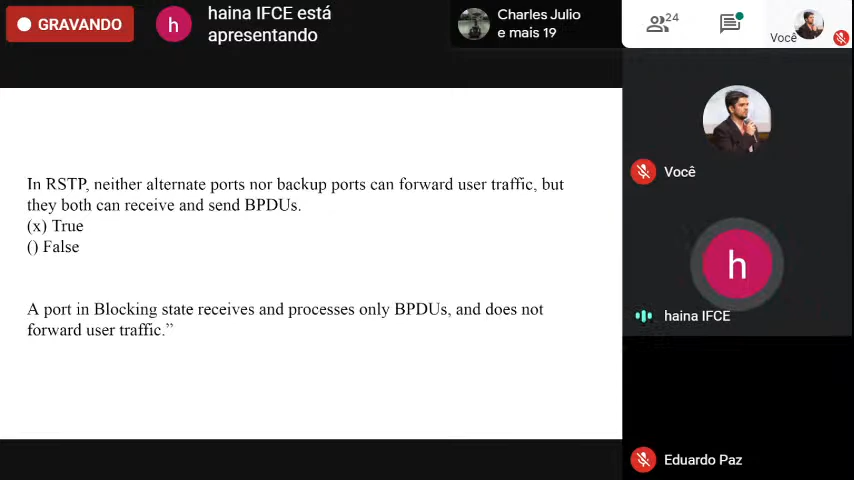 GRAVANDO
h
haina IFCE está
apresentando
Charles Julio
e mais 19
24
Você
In RSTP, neither alternate ports nor backup ports can forward user traffic, but
they both can receive and send BPDUs.
(x) True
() False
A port in Blocking state receives and processes only BPDUs, and does not
forward user traffic.”
Você
h
haina IFCE
Eduardo Paz